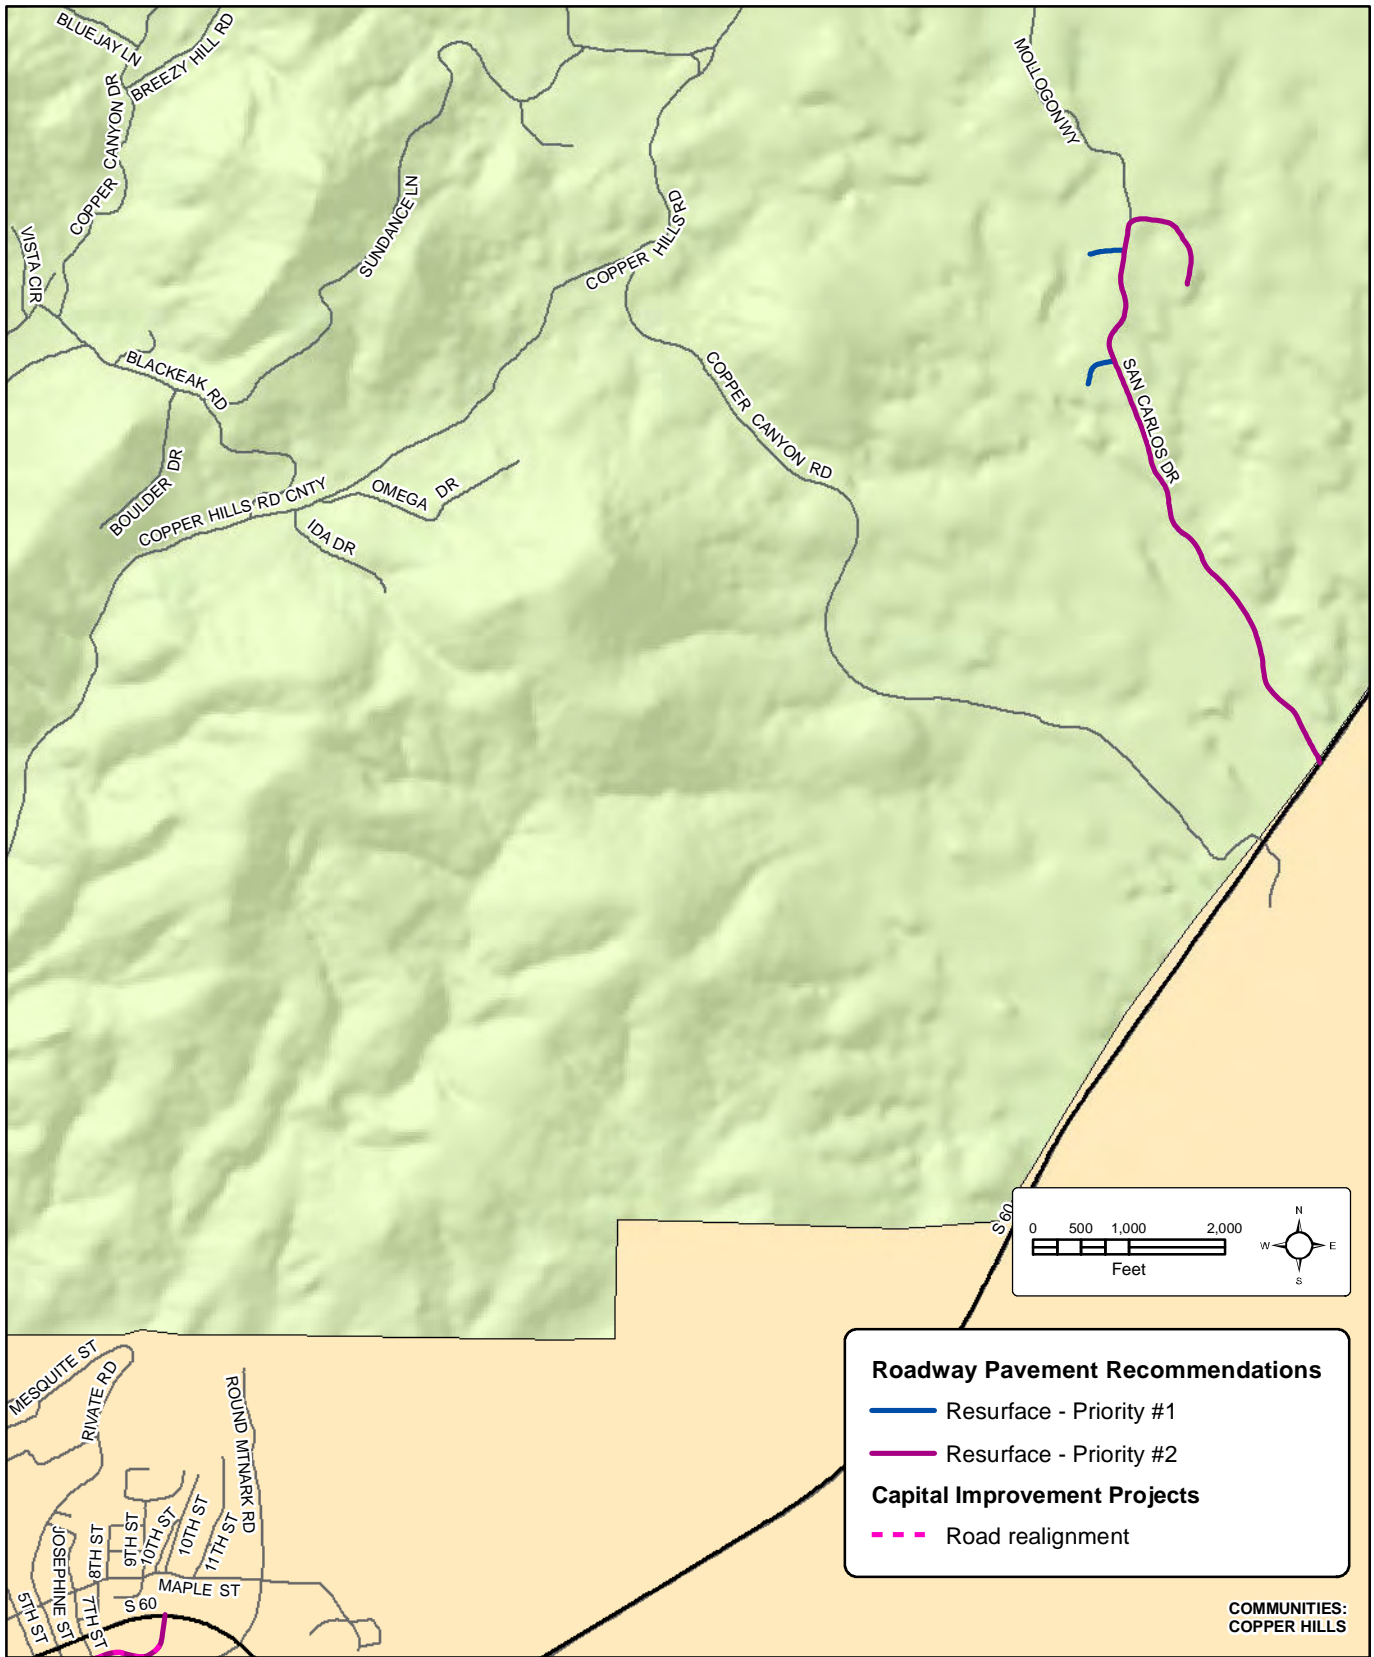 BLUEJAY LN
BREEZY HILL RD
COPPER CANYON DR
VISTA CIR
SUNDANCE LN
MOLLOGON WY
COPPER HILLS RD
BLACKEAK RD
BOULDER DR
COPPER HILLS RD CNTY
OMEGA DR
IDA DR
COPPER CANYON RD
SAN CARLOS DR
S 60
0 500 1,000 2,000
Feet
N
W E
S
Roadway Pavement Recommendations
Resurface - Priority #1
Resurface - Priority #2
Capital Improvement Projects
Road realignment
MESQUITE ST
RIVATE RD
ROUND MTNARK RD
JOSEPHINE ST
8TH ST
9TH ST
10TH ST
10TH ST
11TH ST
MAPLE ST
S 60
5TH ST
7TH ST
COMMUNITIES:
COPPER HILLS